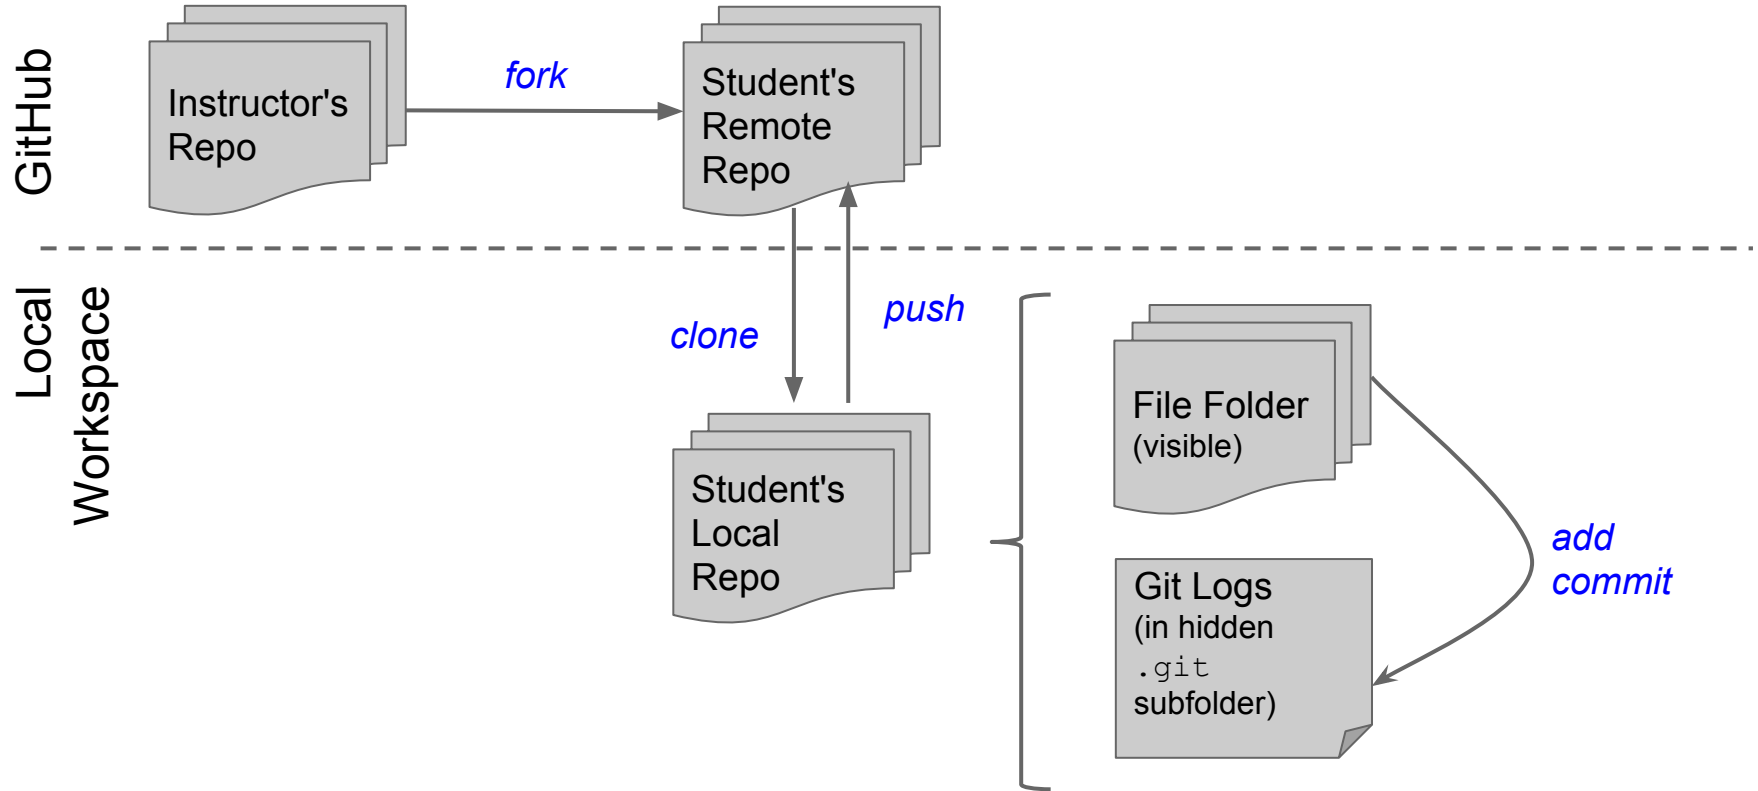 GitHub
Instructor's
Repo
fork
Student's
Remote
Repo
Local
Workspace
clone
push
Student's
Local
Repo
File Folder
(visible)
add
commit
Git Logs
(in hidden
.git
subfolder)